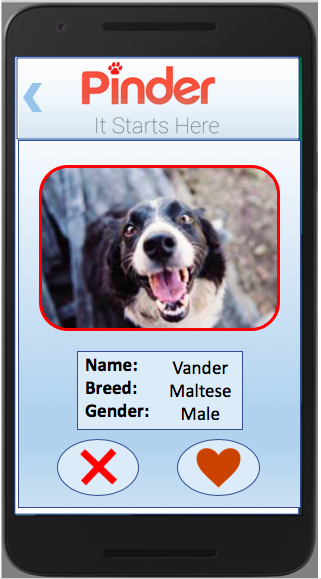 Pinder
It Starts Here
Name: Vander
Breed: Maltese
Gender: Male